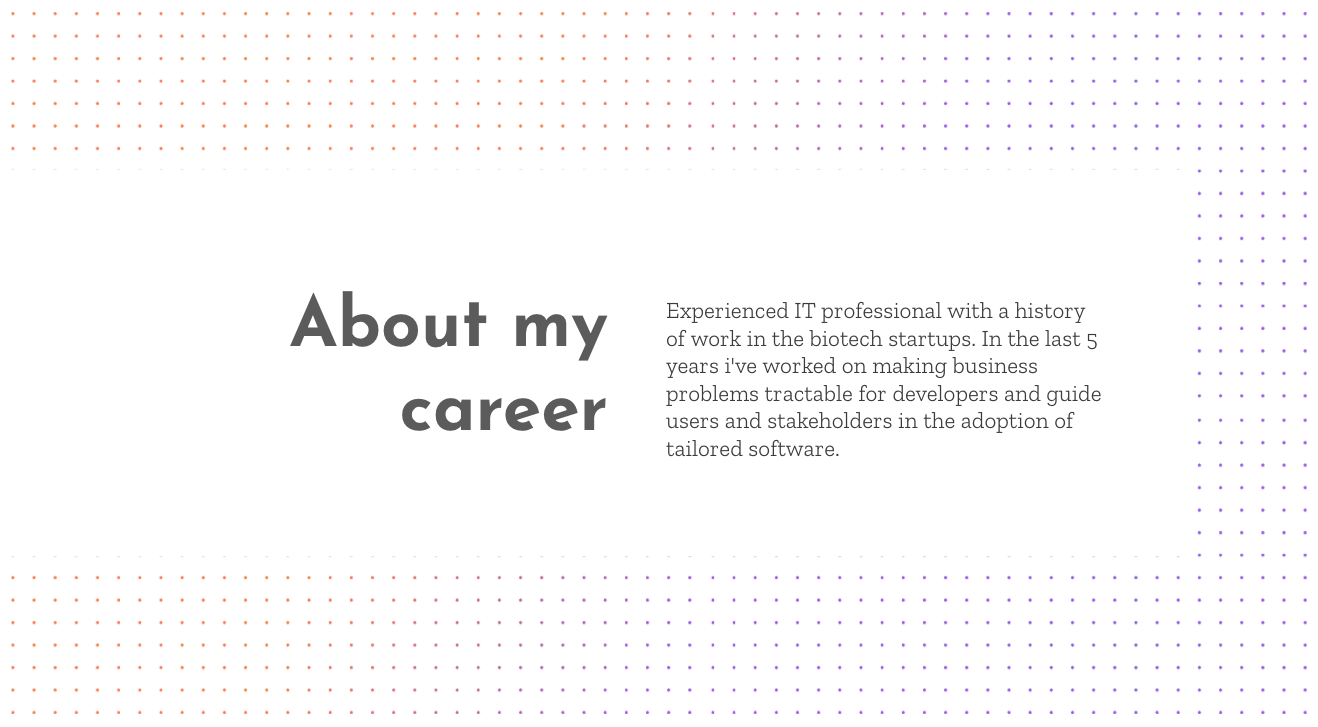 About my
career
Experienced IT professional with a history
of work in the biotech startups. In the last 5
years i've worked on making business
problems tractable for developers and guide
users and stakeholders in the adoption of
tailored software.